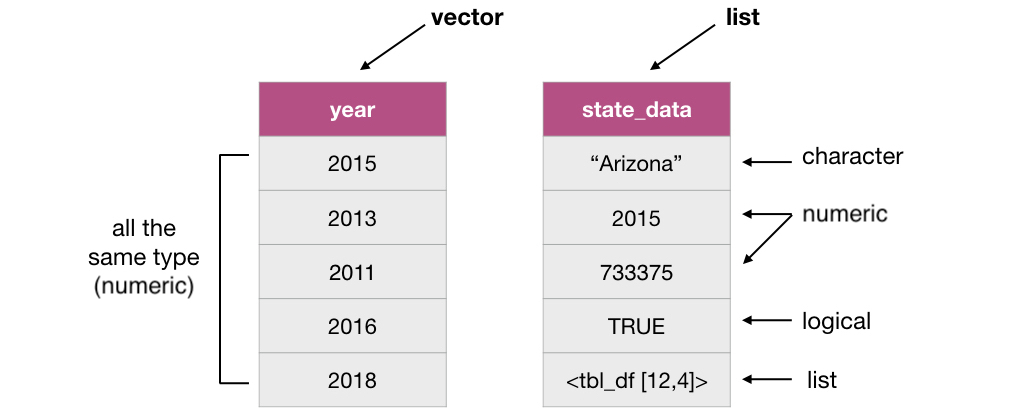 vector
list
year
state_data
2015
“Arizona”
character
2013
2015
numeric
all the
same type
(numeric)
2011
733375
2016
TRUE
logical
2018
<tbl_df [12,4]>
list